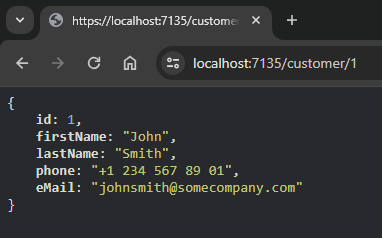 https://localhost:7135/custome
localhost:7135/customer/1
{
id: 1,
firstName: "John",
lastName: "Smith",
phone: "+1 234 567 89 01",
eMail: "johnsmith@somecompany.com"
}